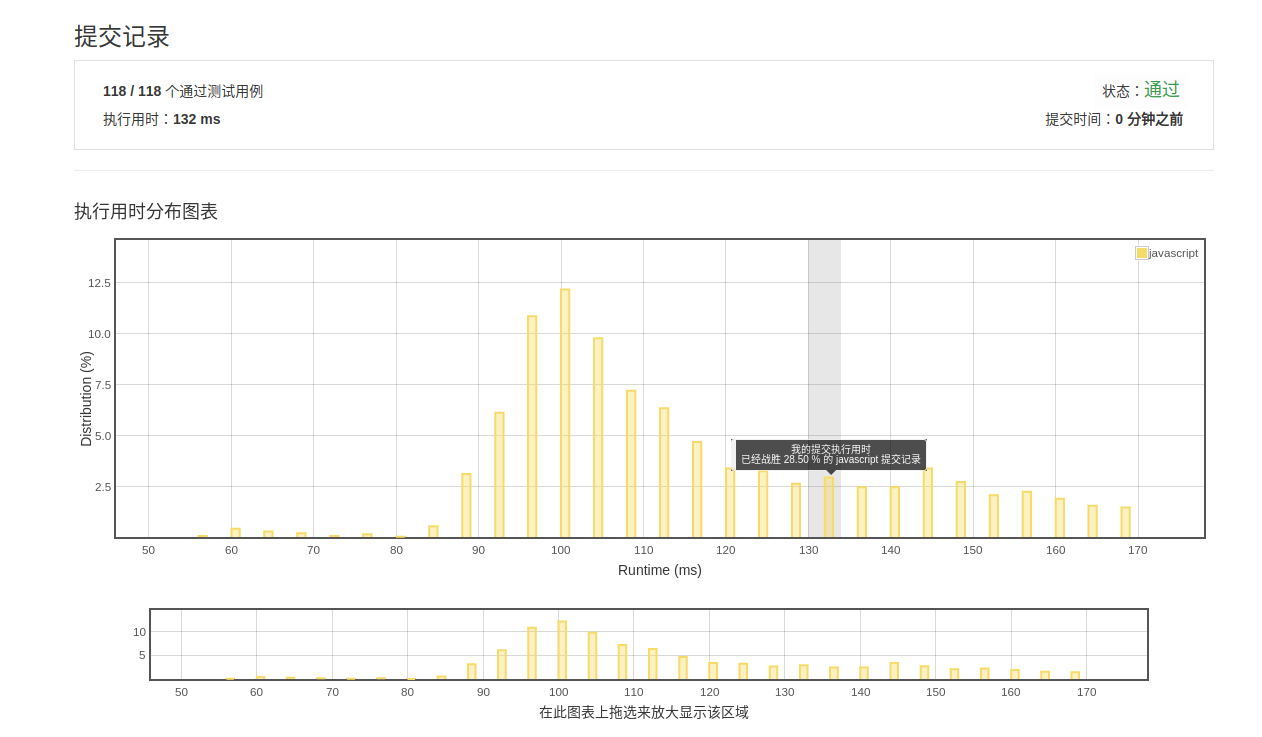 提交记录
118 / 118 个通过测试用例
状态：通过
执行用时：132 ms
提交时间：0 分钟之前
执行用时分布图表
javascript
12.5
10.0
7.5
5.0
2.5
Distribution (%)
我的提交执行用时
已经战胜 28.50 % 的 javascript 提交记录
50 60 70 80 90 100 110 120 130 140 150 160 170
Runtime (ms)
10
5
50 60 70 80 90 100 110 120 130 140 150 160 170
在此图表上拖选来放大显示该区域